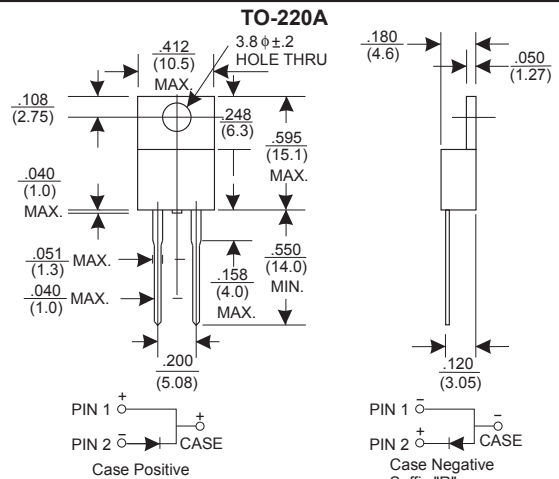 TO-220A
.412
(10.5)
MAX.
3.8 ϕ±.2
HOLE THRU
.108
(2.75)
.248
(6.3)
.595
(15.1)
MAX.
.040
(1.0)
MAX.
.051
(1.3)
MAX.
.040
(1.0)
MAX.
.158
(4.0)
MAX.
.550
(14.0)
MIN.
.200
(5.08)
.180
(4.6)
.050
(1.27)
.120
(3.05)
PIN 1 +
+
PIN 2 − CASE
Case Positive
PIN 1 −
−
PIN 2 + CASE
Case Negative
Suffix "R"